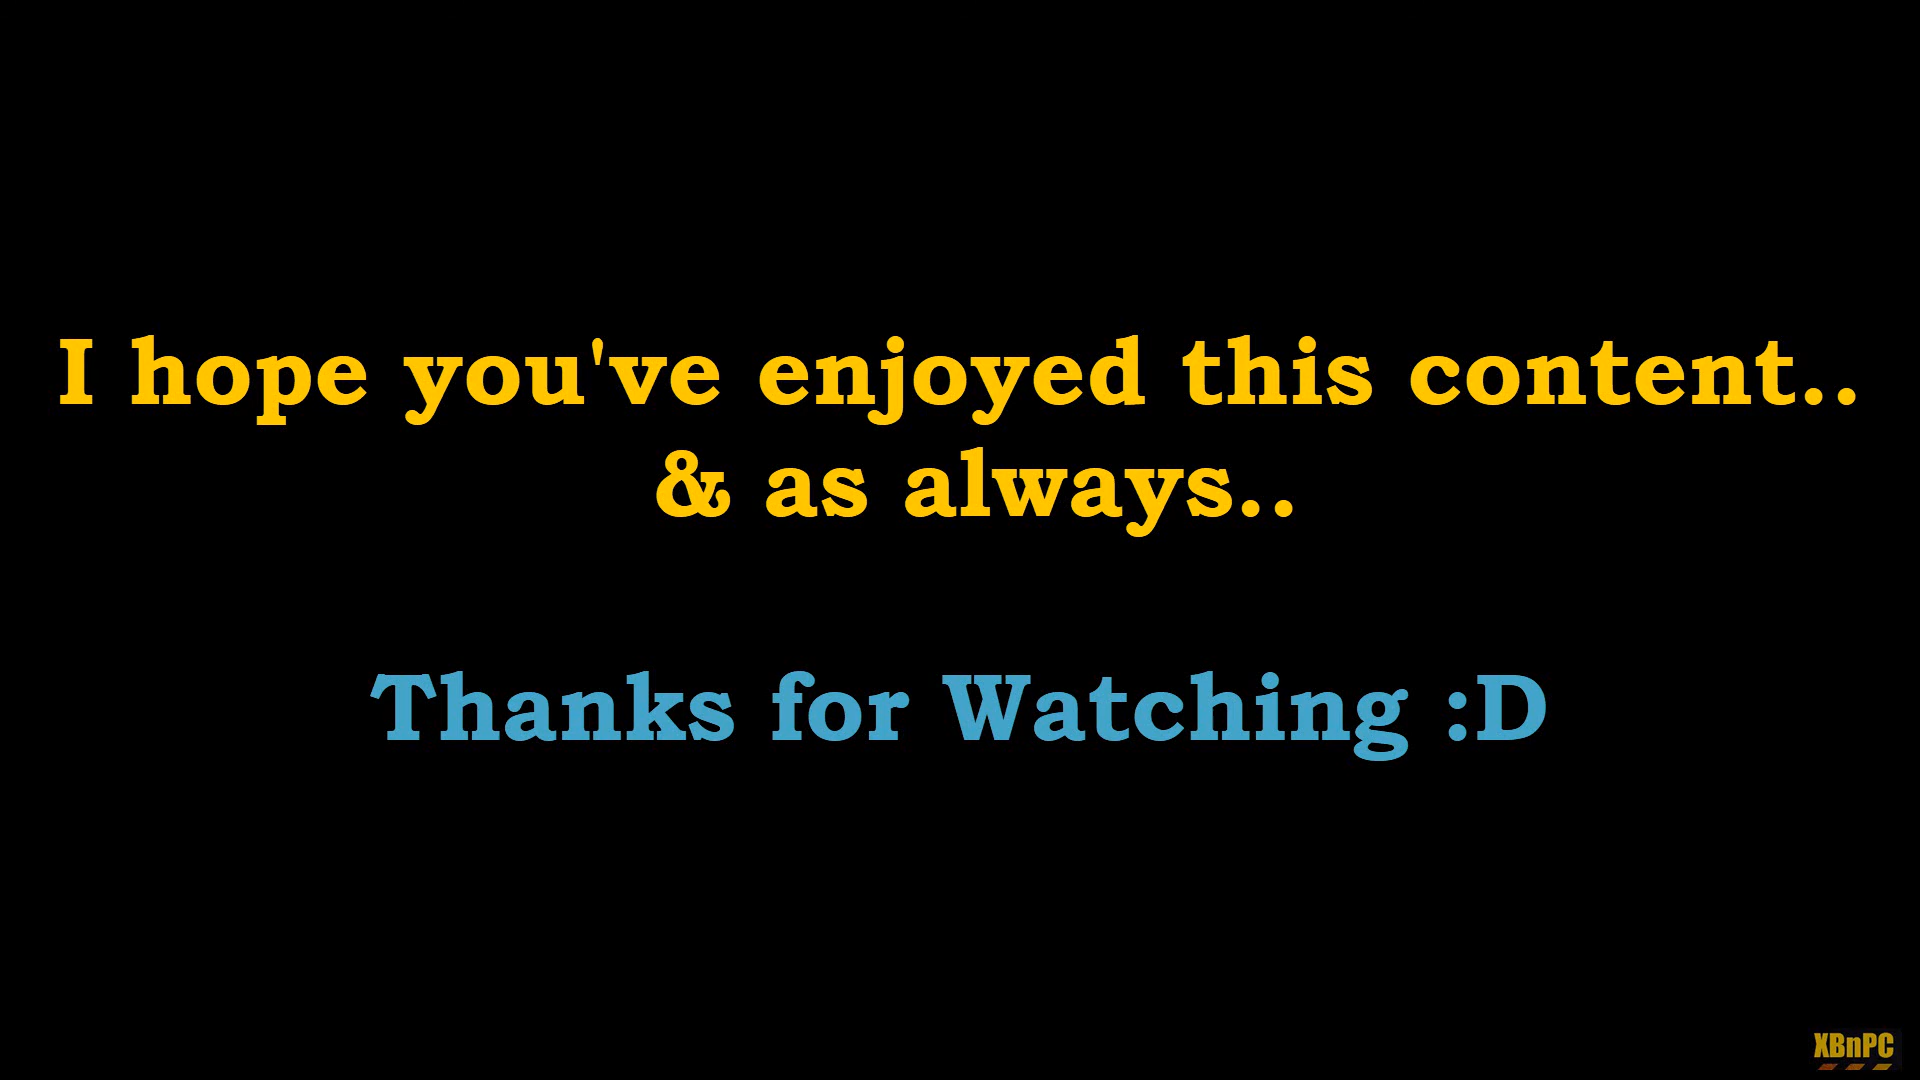 I hope you've enjoyed this content..
& as always..
Thanks for Watching :D
XBnPC